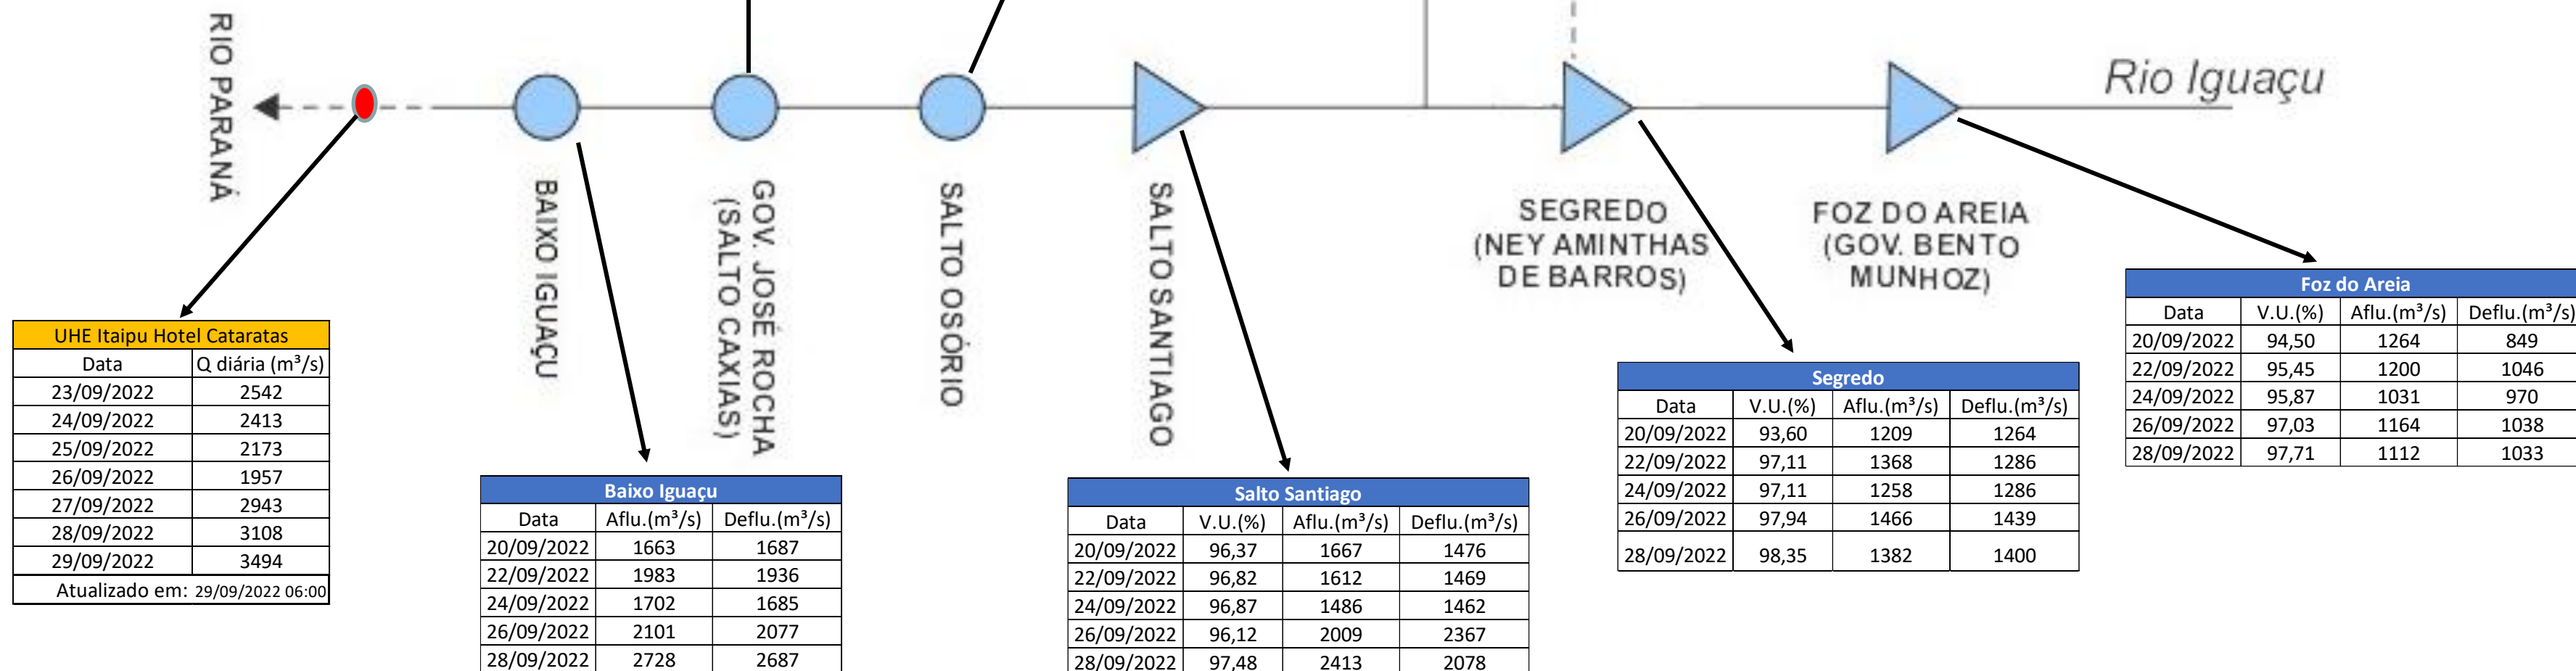 RIO PARANÁ
BAIXO IGUAÇU
GOV. JOSÉ ROCHA
(SALTO CAXIAS)
SALTO OSÓRIO
SALTO SANTIAGO
SEGREDO
(NEY AMINTHAS
DE BARROS)
FOZ DO AREIA
(GOV. BENTO
MUNHOZ)
Rio Iguaçu
UHE Itaipu Hotel Cataratas
Data Q diária (m³/s)
23/09/2022 2542
24/09/2022 2413
25/09/2022 2173
26/09/2022 1957
27/09/2022 2943
28/09/2022 3108
29/09/2022 3494
Atualizado em: 29/09/2022 06:00
Baixo Iguaçu
Data Aflu.(m³/s) Deflu.(m³/s)
20/09/2022 1663 1687
22/09/2022 1983 1936
24/09/2022 1702 1685
26/09/2022 2101 2077
28/09/2022 2728 2687
Salto Santiago
Data V.U.(%) Aflu.(m³/s) Deflu.(m³/s)
20/09/2022 96,37 1667 1476
22/09/2022 96,82 1612 1469
24/09/2022 96,87 1486 1462
26/09/2022 96,12 2009 2367
28/09/2022 97,48 2413 2078
Segredo
Data V.U.(%) Aflu.(m³/s) Deflu.(m³/s)
20/09/2022 93,60 1209 1264
22/09/2022 97,11 1368 1286
24/09/2022 97,11 1258 1286
26/09/2022 97,94 1466 1439
28/09/2022 98,35 1382 1400
Foz do Areia
Data V.U.(%) Aflu.(m³/s) Deflu.(m³/s)
20/09/2022 94,50 1264 849
22/09/2022 95,45 1200 1046
24/09/2022 95,87 1031 970
26/09/2022 97,03 1164 1038
28/09/2022 97,71 1112 1033